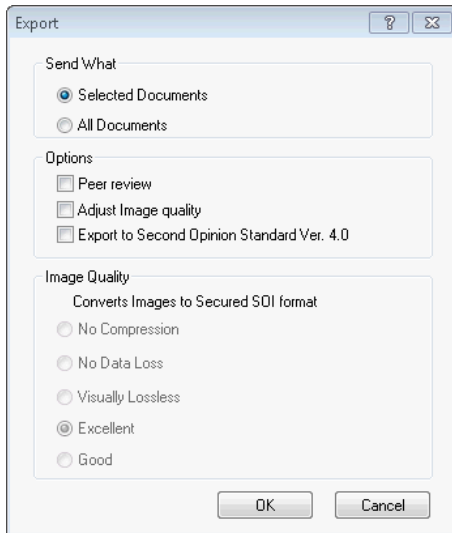 Export
Send What
Selected Documents
All Documents
Options
Peer review
Adjust Image quality
Export to Second Opinion Standard Ver. 4.0
Image Quality
Converts Images to Secured SOI format
No Compression
No Data Loss
Visually Lossless
Excellent
Good
OK Cancel